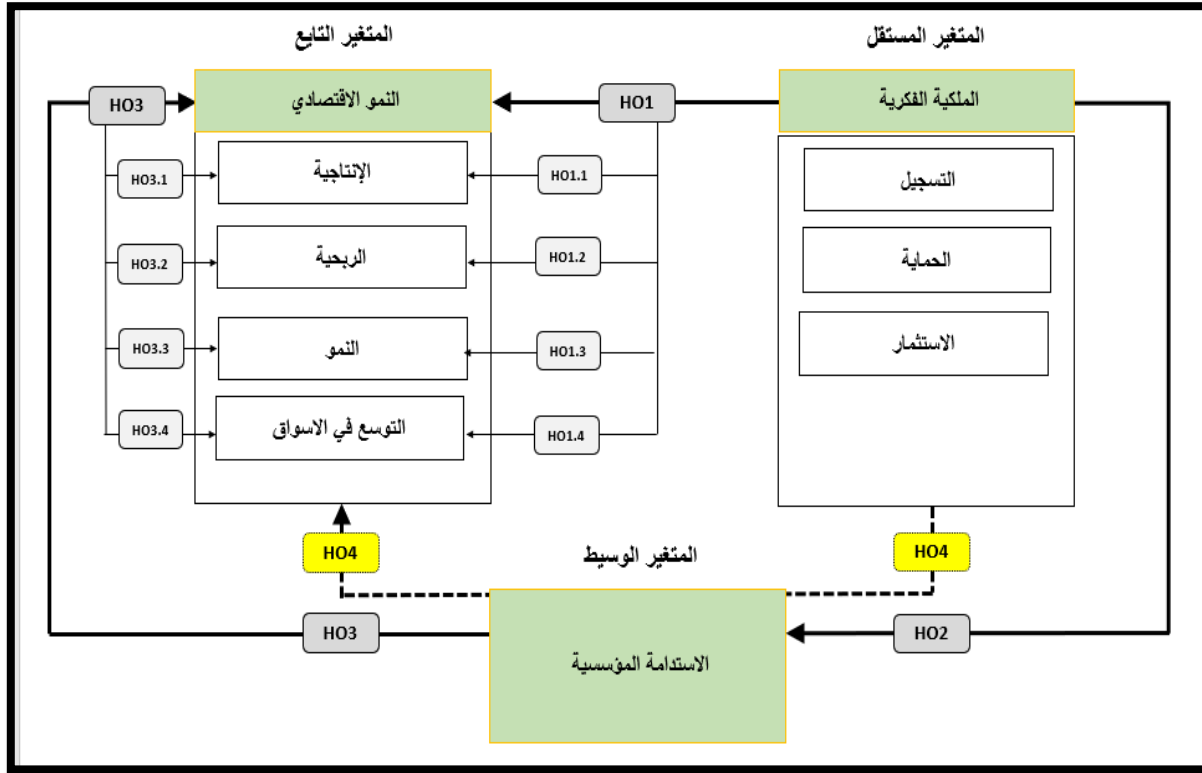 المتغير المستقل
المتغير التابع
الملكية الفكرية
HO1
النمو الاقتصادي
HO3
التسجيل
HO1.1
الإنتاجية
HO3.1
الحماية
HO1.2
الربحية
HO3.2
الاستثمار
HO1.3
النمو
HO3.3
HO1.4
التوسع في الاسواق
HO3.4
HO4
HO4
المتغير الوسيط
HO2
الاستدامة المؤسسية
HO3